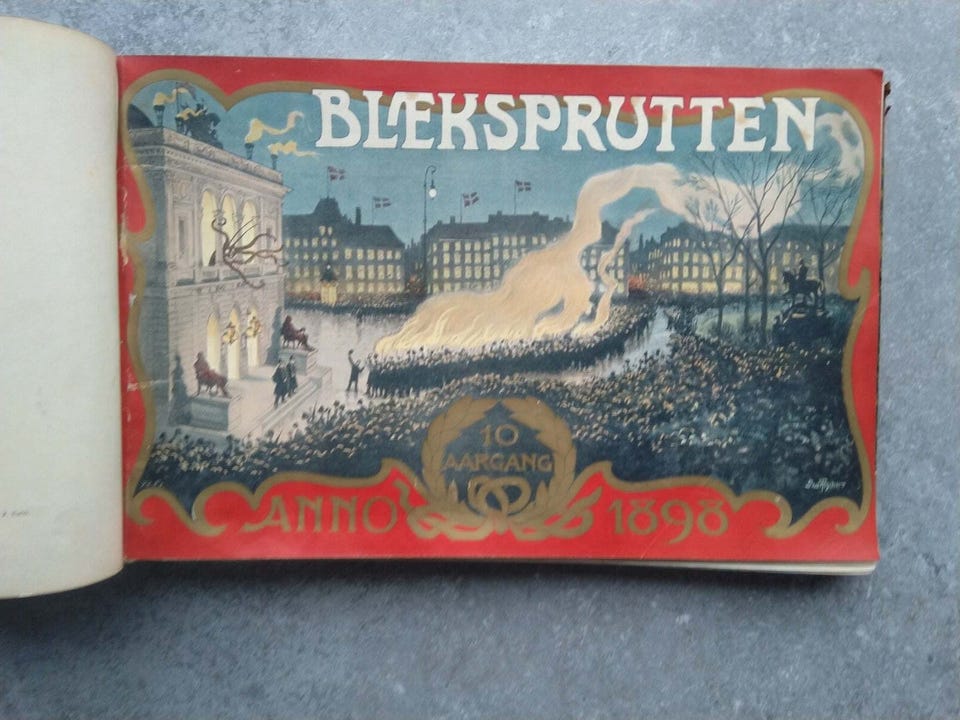 BLÆKSPRUTTEN
10
AARGANG
ANNO 1898